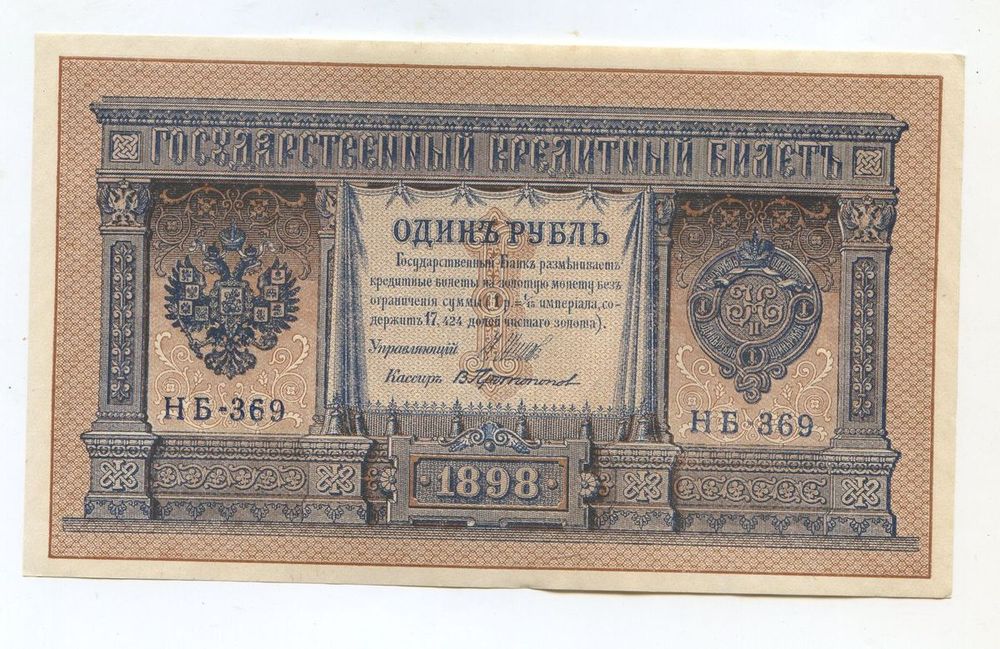 ГОСУДАРСТВЕННЫЙ КРЕДИТНЫЙ БИЛЕТЪ
ОДИНЪ РУБЛЬ
Государственный Банкъ размѣниваетъ
кредитные билеты на золотую монету безъ
ограниченія суммы (1 р.= 1/15 имперіала, со-
держитъ 17,424 долей чистаго золота).
Управляющій
Кассиръ
НБ-369
НБ-369
1898